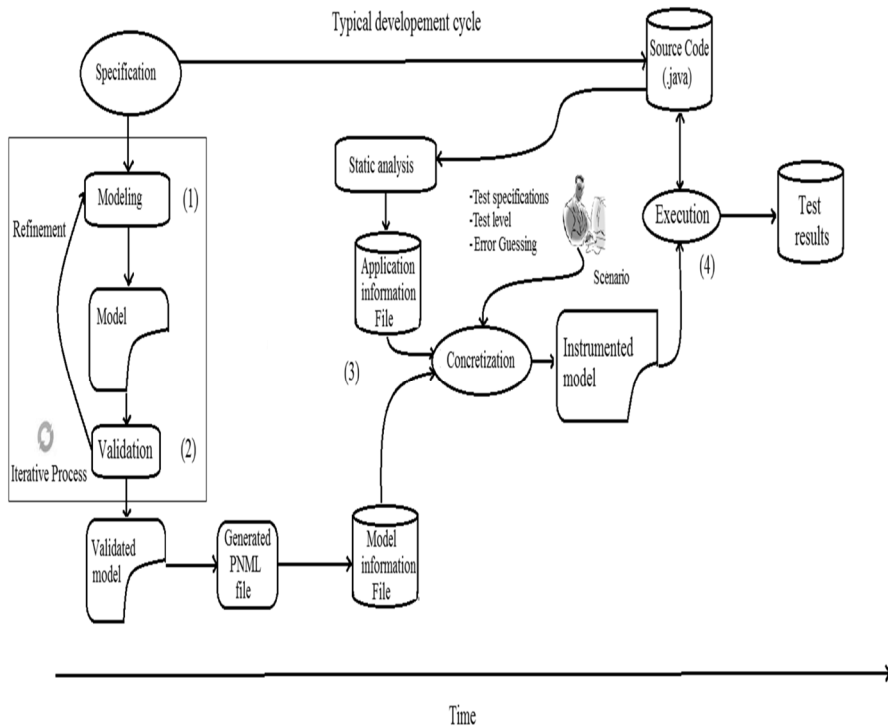 Typical developement cycle
Specification
Source Code
(.java)
Static analysis
Modeling
(1)
Refinement
-Test specifications
-Test level
-Error Guessing
Execution
Test
results
(4)
Application
information
File
Scenario
Model
(3)
Concretization
Instrumented
model
Validation
(2)
Iterative Process
Validated
model
Generated
PNML
file
Model
information
File
Time